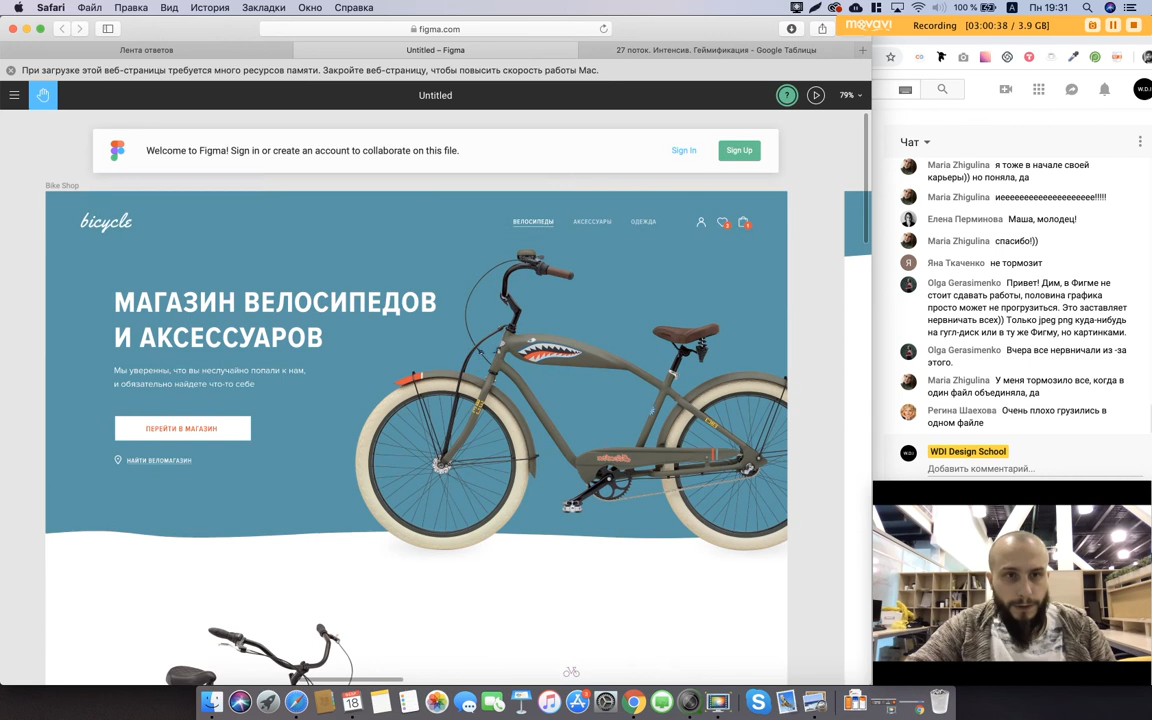 Safari Файл Правка Вид История Закладки Окно Справка
100 % Пн 19:31
figma.com
movavi Recording (00:00:38 / 3.9 GB)
Лента ответов
Untitled – Figma
27 поток. Интенсив. Геймификация - Google Таблицы
При загрузке этой веб-страницы требуется много ресурсов памяти. Закройте веб-страницу, чтобы повысить скорость работы Mac.
Untitled
? 79%
Welcome to Figma! Sign in or create an account to collaborate on this file.
Sign In
Sign Up
Bike Shop
bicycle
ВЕЛОСИПЕДЫ АКСЕССУАРЫ ОДЕЖДА
МАГАЗИН ВЕЛОСИПЕДОВ
И АКСЕССУАРОВ
Мы уверенны, что вы неслучайно попали к нам,
и обязательно найдете что-то себе
ПЕРЕЙТИ В МАГАЗИН
НАЙТИ ВЕЛОМАГАЗИН
Чат
Maria Zhigulina я тоже в начале своей
карьеры)) но поняла, да
Maria Zhigulina иеееееееееееееееееееее!!!!!
Елена Перминова Маша, молодец!
Maria Zhigulina спасибо!))
Я Яна Ткаченко не тормозит
Olga Gerasimenko Привет! Дим, в Фигме не
стоит сдавать работы, половина графика
просто может не прогрузиться. Это заставляет
нервничать всех)) Только jpeg png куда-нибудь
на гугл-диск или в ту же Фигму, но картинками.
Olga Gerasimenko Вчера все нервничали из -за
этого.
Maria Zhigulina У меня тормозило все, когда в
один файл объединяла, да
Регина Шаехова Очень плохо грузились в
одном файле
WDI Design School
Добавить комментарий...
18